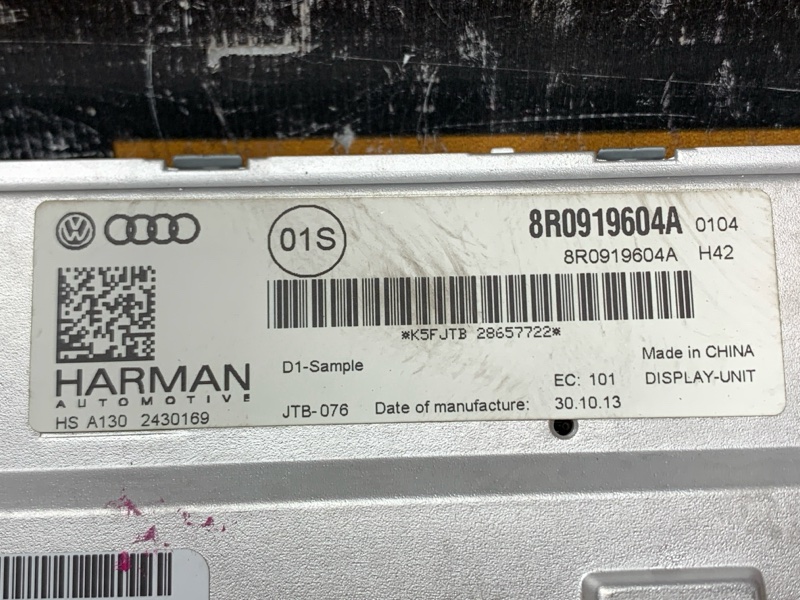 01S
8R0919604A 0104
8R0919604A H42
*K5FJTB 28657722*
HARMAN
AUTOMOTIVE
HS A130 2430169
D1-Sample
JTB-076 Date of manufacture: 30.10.13
EC: 101
Made in CHINA
DISPLAY-UNIT